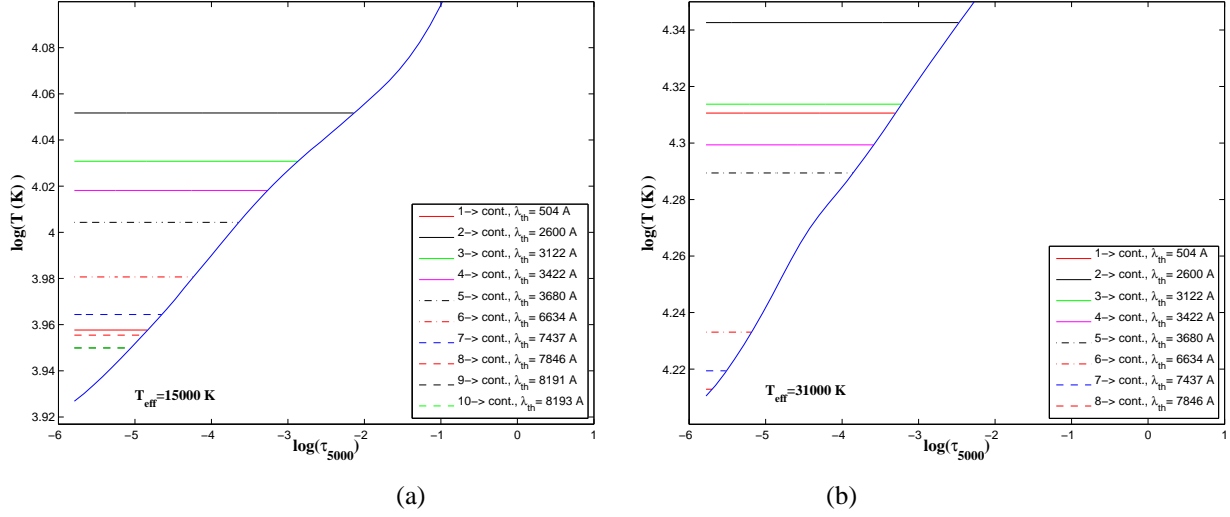 4.08
4.06
4.04
4.02
4
3.98
3.96
3.94
3.92
log(T (K) )
−6 −5 −4 −3 −2 −1 0 1
log(τ5000)
Teff=15000 K
1−> cont., λth= 504 A
2−> cont., λth= 2600 A
3−> cont., λth= 3122 A
4−> cont., λth= 3422 A
5−> cont., λth= 3680 A
6−> cont., λth= 6634 A
7−> cont., λth= 7437 A
8−> cont., λth= 7846 A
9−> cont., λth= 8191 A
10−> cont., λth= 8193 A
(a)
4.34
4.32
4.3
4.28
4.26
4.24
4.22
log(T (K) )
−6 −5 −4 −3 −2 −1 0 1
log(τ5000)
Teff=31000 K
1−> cont., λth= 504 A
2−> cont., λth= 2600 A
3−> cont., λth= 3122 A
4−> cont., λth= 3422 A
5−> cont., λth= 3680 A
6−> cont., λth= 6634 A
7−> cont., λth= 7437 A
8−> cont., λth= 7846 A
(b)